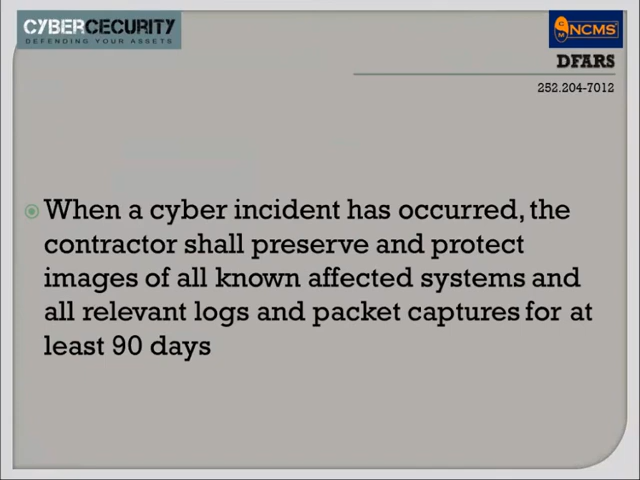 CYBERCECURITY
DEFENDING YOUR ASSETS
NCMS
DFARS
252.204-7012
When a cyber incident has occurred, the
contractor shall preserve and protect
images of all known affected systems and
all relevant logs and packet captures for at
least 90 days